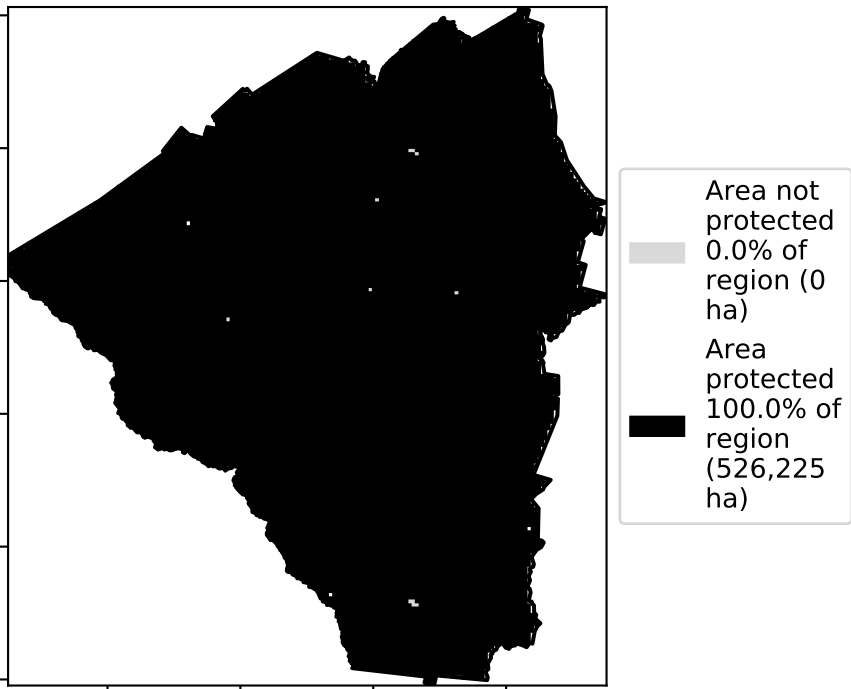 Area not
protected
0.0% of
region (0
ha)
Area
protected
100.0% of
region
(526,225
ha)